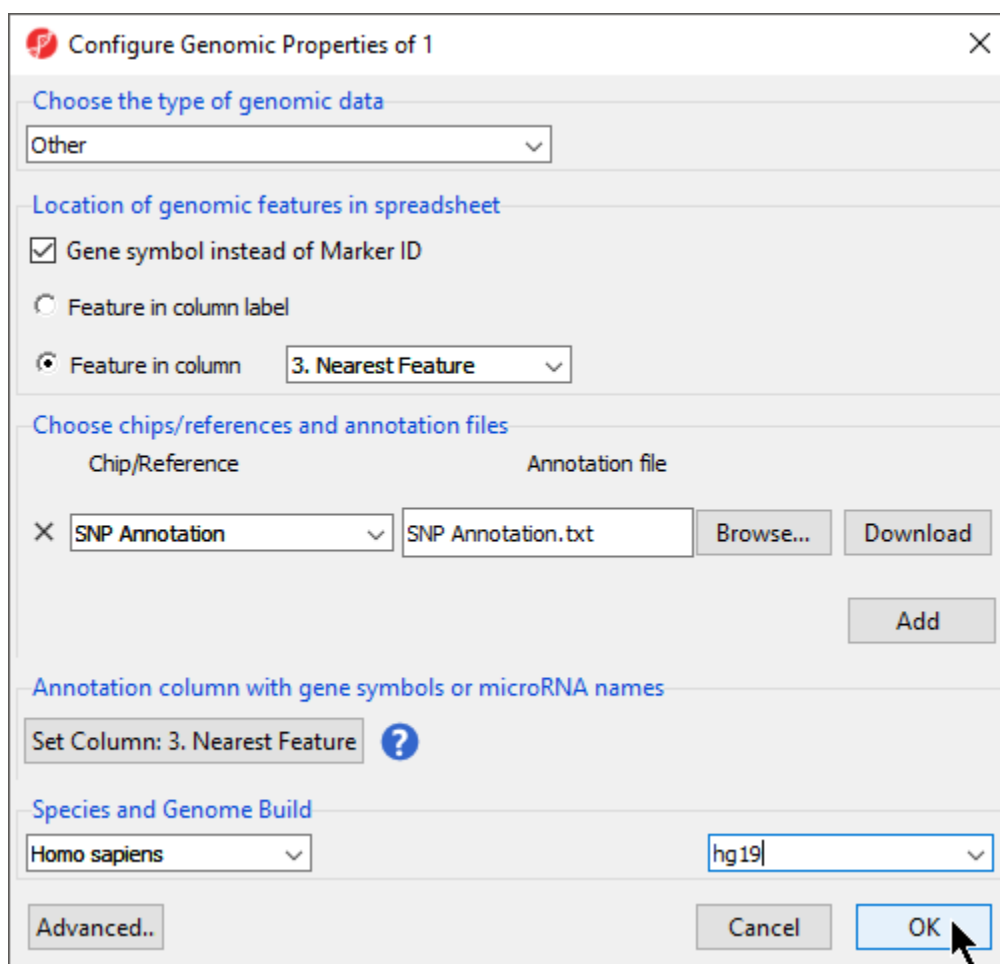 Configure Genomic Properties of 1
Choose the type of genomic data
Other
Location of genomic features in spreadsheet
Gene symbol instead of Marker ID
Feature in column label
Feature in column 3. Nearest Feature
Choose chips/references and annotation files
Chip/Reference Annotation file
SNP Annotation SNP Annotation.txt Browse... Download
Add
Annotation column with gene symbols or microRNA names
Set Column: 3. Nearest Feature ?
Species and Genome Build
Homo sapiens hg19
Advanced.. Cancel OK